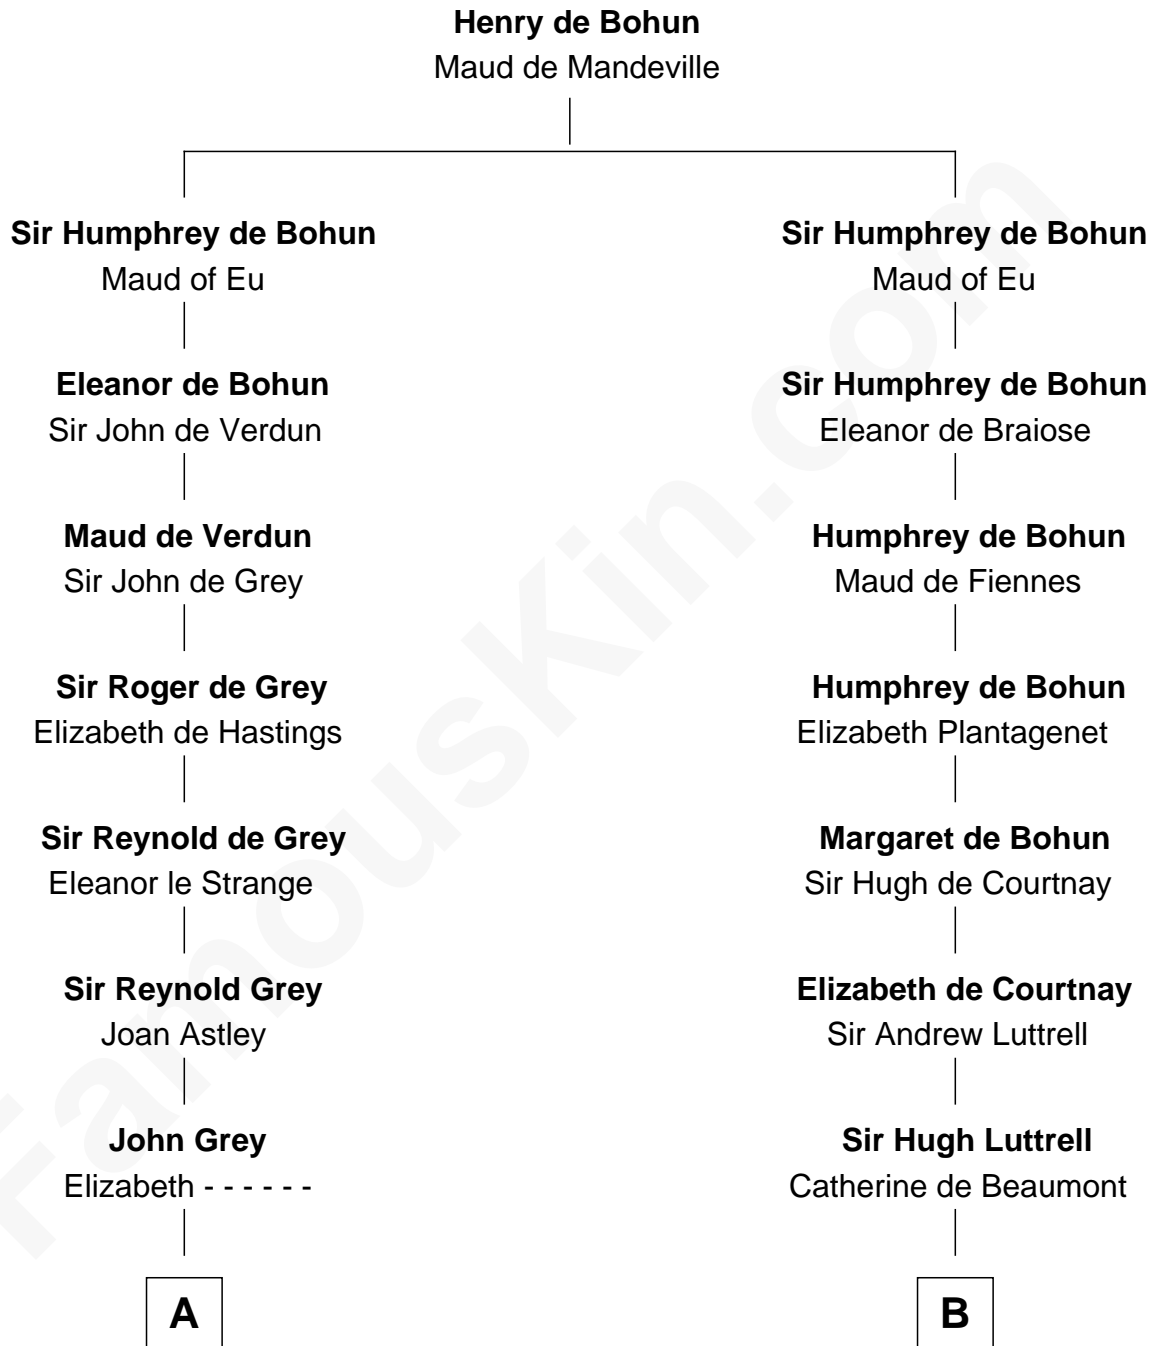 Henry de Bohun
Maud de Mandeville
Sir Humphrey de Bohun
Maud of Eu
Sir Humphrey de Bohun
Maud of Eu
Eleanor de Bohun
Sir John de Verdun
Sir Humphrey de Bohun
Eleanor de Braiose
Maud de Verdun
Sir John de Grey
Humphrey de Bohun
Maud de Fiennes
Sir Roger de Grey
Elizabeth de Hastings
Humphrey de Bohun
Elizabeth Plantagenet
Sir Reynold de Grey
Eleanor le Strange
Margaret de Bohun
Sir Hugh de Courtnay
Sir Reynold Grey
Joan Astley
Elizabeth de Courtnay
Sir Andrew Luttrell
John Grey
Elizabeth - - - - - -
Sir Hugh Luttrell
Catherine de Beaumont
A
B
FamousKin.com